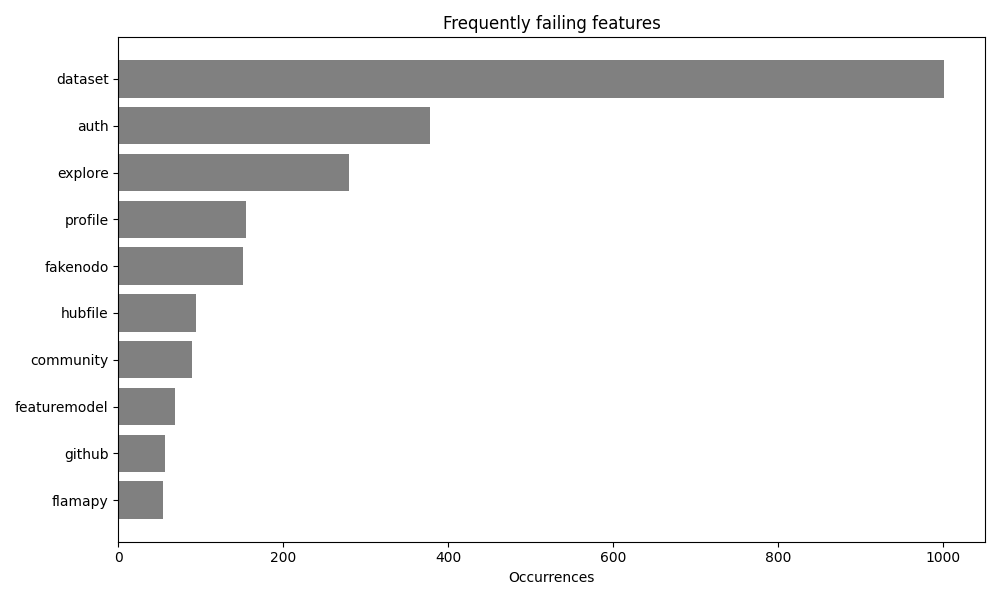 Frequently failing features
dataset
auth
explore
profile
fakenodo
hubfile
community
featuremodel
github
flamapy
0 200 400 600 800 1000
Occurrences